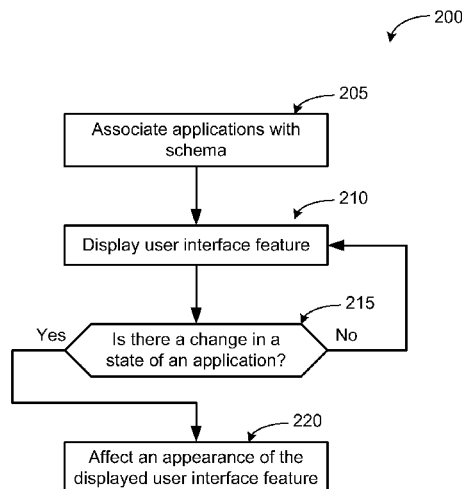 200
205
Associate applications with
schema
210
Display user interface feature
215
Yes
Is there a change in a
state of an application?
No
220
Affect an appearance of the
displayed user interface feature